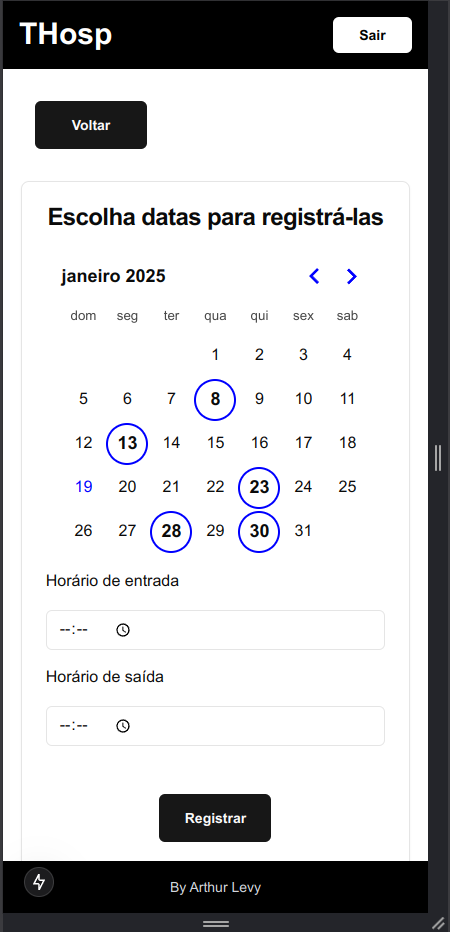 THosp
Sair
Voltar
Escolha datas para registrá-las
janeiro 2025
dom seg ter qua qui sex sab
1 2 3 4
5 6 7 8 9 10 11
12 13 14 15 16 17 18
19 20 21 22 23 24 25
26 27 28 29 30 31
Horário de entrada
--:--
Horário de saída
--:--
Registrar
By Arthur Levy